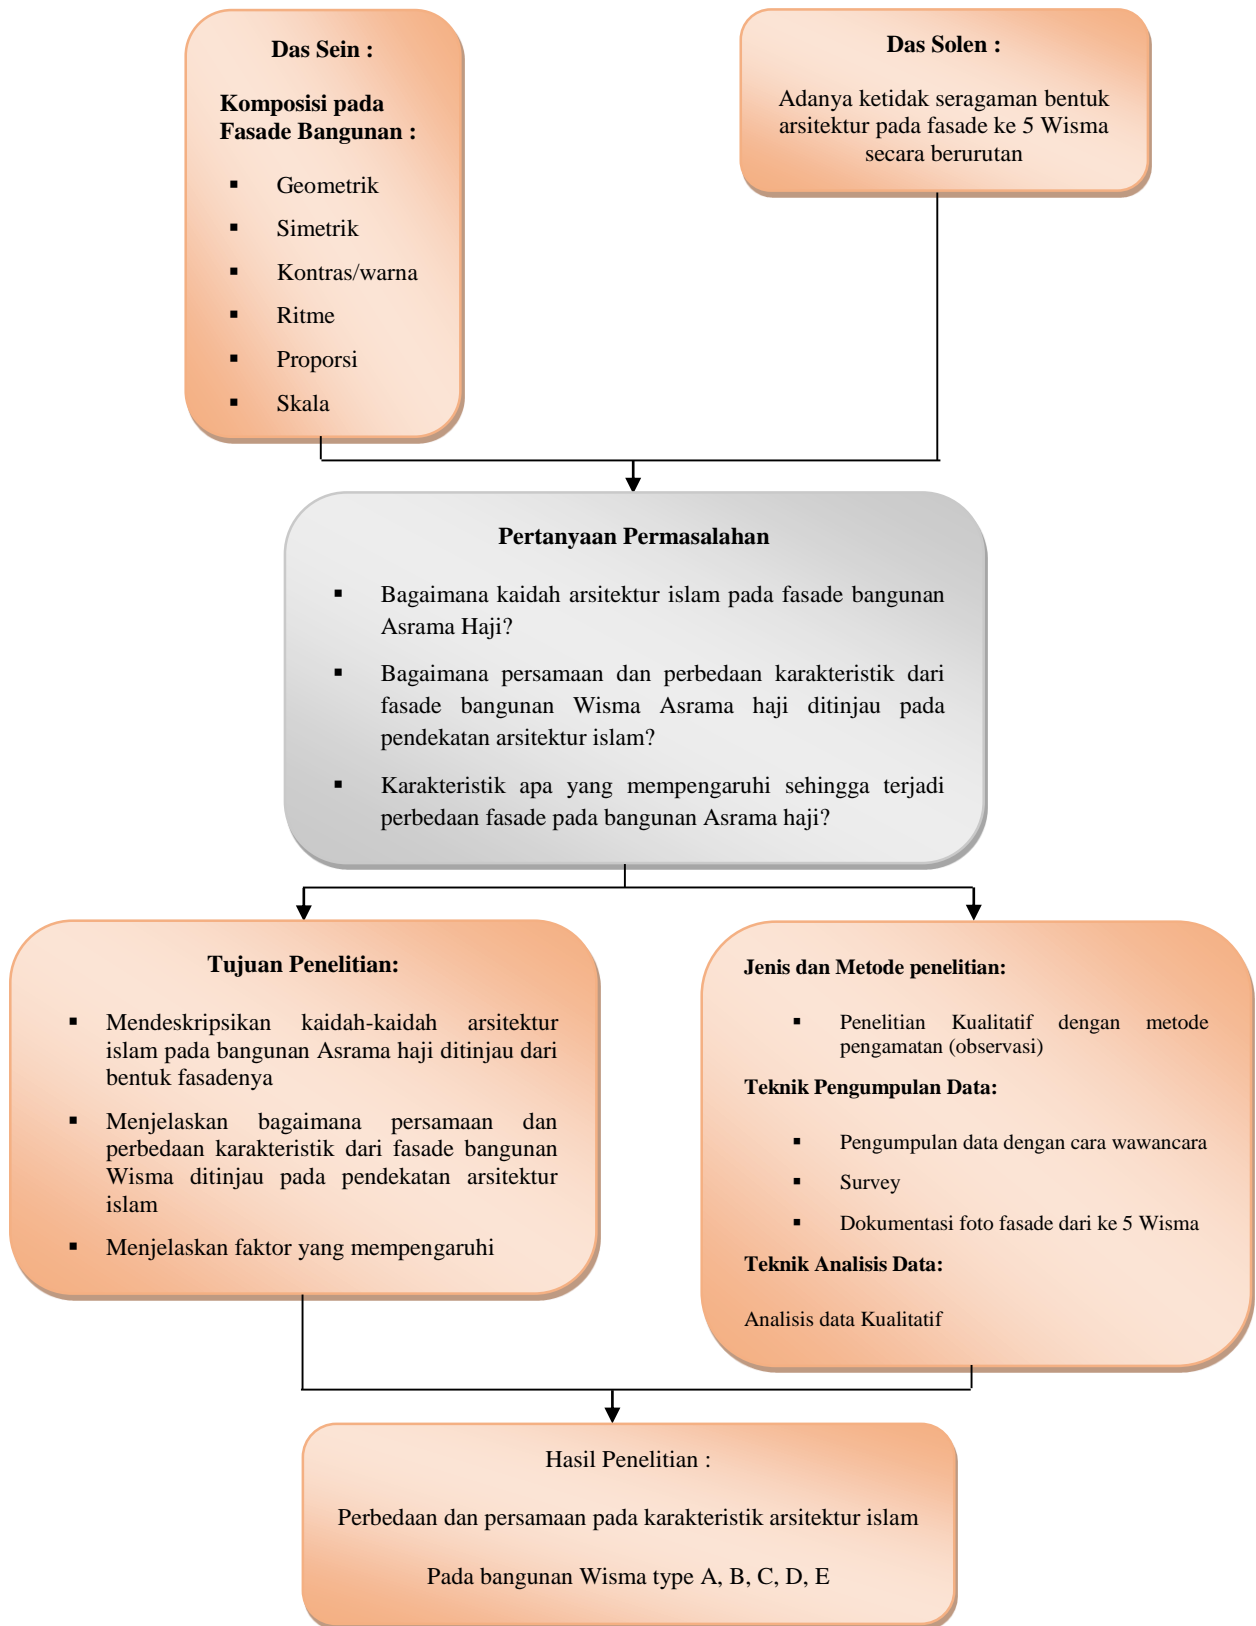 Das Sein :
Komposisi pada
Fasade Bangunan :
▪ Geometrik
▪ Simetrik
▪ Kontras/warna
▪ Ritme
▪ Proporsi
▪ Skala
Das Solen :
Adanya ketidak seragaman bentuk
arsitektur pada fasade ke 5 Wisma
secara berurutan
Pertanyaan Permasalahan
▪ Bagaimana kaidah arsitektur islam pada fasade bangunan
Asrama Haji?
▪ Bagaimana persamaan dan perbedaan karakteristik dari
fasade bangunan Wisma Asrama haji ditinjau pada
pendekatan arsitektur islam?
▪ Karakteristik apa yang mempengaruhi sehingga terjadi
perbedaan fasade pada bangunan Asrama haji?
Tujuan Penelitian:
▪ Mendeskripsikan kaidah-kaidah arsitektur
islam pada bangunan Asrama haji ditinjau dari
bentuk fasadenya
▪ Menjelaskan bagaimana persamaan dan
perbedaan karakteristik dari fasade bangunan
Wisma ditinjau pada pendekatan arsitektur
islam
▪ Menjelaskan faktor yang mempengaruhi
Jenis dan Metode penelitian:
▪ Penelitian Kualitatif dengan metode
pengamatan (observasi)
Teknik Pengumpulan Data:
▪ Pengumpulan data dengan cara wawancara
▪ Survey
▪ Dokumentasi foto fasade dari ke 5 Wisma
Teknik Analisis Data:
Analisis data Kualitatif
Hasil Penelitian :
Perbedaan dan persamaan pada karakteristik arsitektur islam
Pada bangunan Wisma type A, B, C, D, E